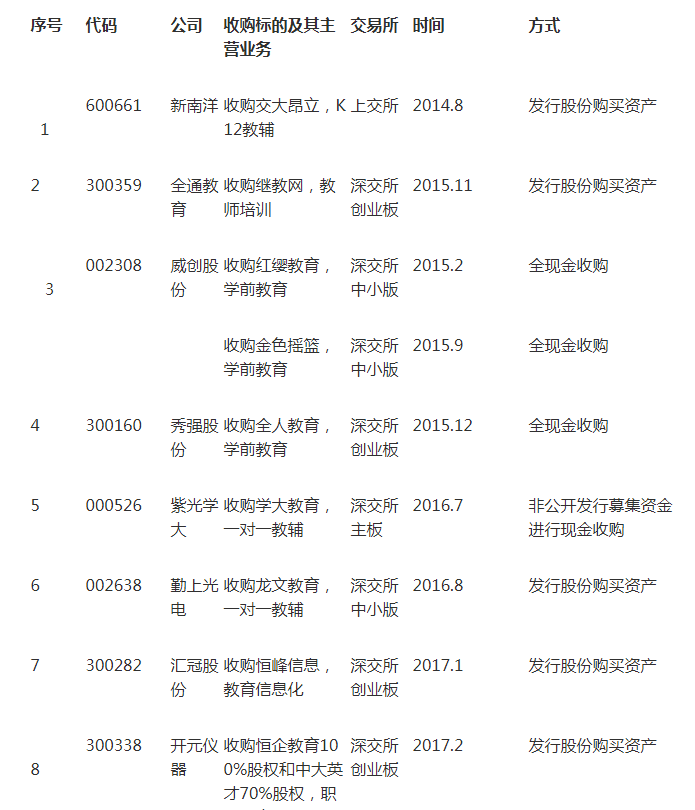 序号 代码 公司 收购标的及其主 交易所 时间 方式
营业务
600661 新南洋 收购交大昂立，K 上交所 2014.8 发行股份购买资产
1 12教辅
2 300359 全通教 收购继教网，教 深交所 2015.11 发行股份购买资产
育 师培训 创业板
002308 威创股 收购红缨教育， 深交所 2015.2 全现金收购
3 份 学前教育 中小版
收购金色摇篮， 深交所 2015.9 全现金收购
学前教育 中小版
4 300160 秀强股 收购全人教育， 深交所 2015.12 全现金收购
份 学前教育 创业板
5 000526 紫光学 收购学大教育， 深交所 2016.7 非公开发行募集资金
大 一对一教辅 主板 进行现金收购
6 002638 勤上光 收购龙文教育， 深交所 2016.8 发行股份购买资产
电 一对一教辅 中小版
7 300282 汇冠股 收购恒峰信息， 深交所 2017.1 发行股份购买资产
份 教育信息化 创业板
300338 开元仪 收购恒企教育10 深交所 2017.2 发行股份购买资产
8 器 0%股权和中大英 创业板
才70%股权，职